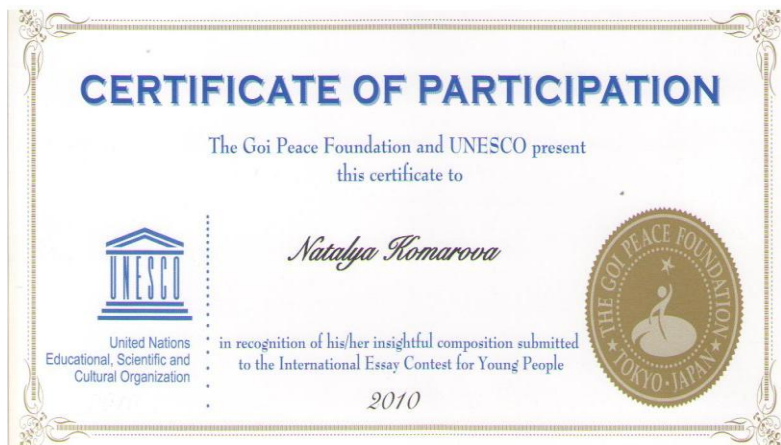 CERTIFICATE OF PARTICIPATION
The Goi Peace Foundation and UNESCO present
this certificate to
Natalya Komarova
UNESCO
United Nations
Educational, Scientific and
Cultural Organization
in recognition of his/her insightful composition submitted
to the International Essay Contest for Young People
2010
THE GOI PEACE FOUNDATION
TOKYO · JAPAN